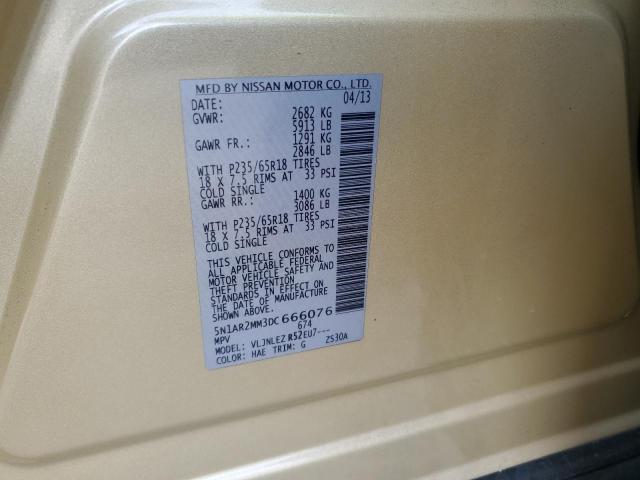 MFD BY NISSAN MOTOR CO., LTD.
DATE: 04/13
GVWR: 2682 KG
5913 LB
GAWR FR.: 1291 KG
2846 LB
WITH P235/65R18 TIRES
18 X 7.5 RIMS AT 33 PSI
COLD SINGLE
GAWR RR.: 1400 KG
3086 LB
WITH P235/65R18 TIRES
18 X 7.5 RIMS AT 33 PSI
COLD SINGLE
THIS VEHICLE CONFORMS TO
ALL APPLICABLE FEDERAL
MOTOR VEHICLE SAFETY AND
THEFT PREVENTION
STANDARDS IN EFFECT ON
THE DATE OF MANUFACTURE
SHOWN ABOVE.
5N1AR2MM3DC666076
MPV 674
MODEL: VLJNLEZ R52EU7---
COLOR: HAE TRIM: G ZS30A